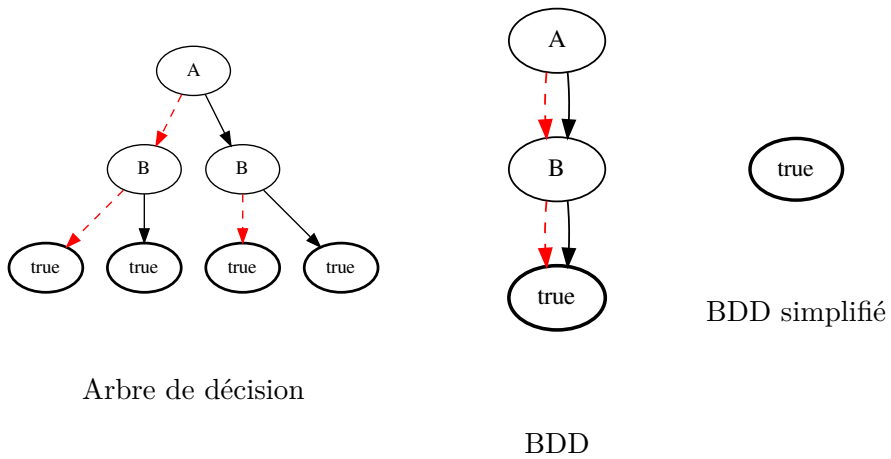 A
B B
true true true true
Arbre de décision
A
B
true
BDD
true
BDD simplifié